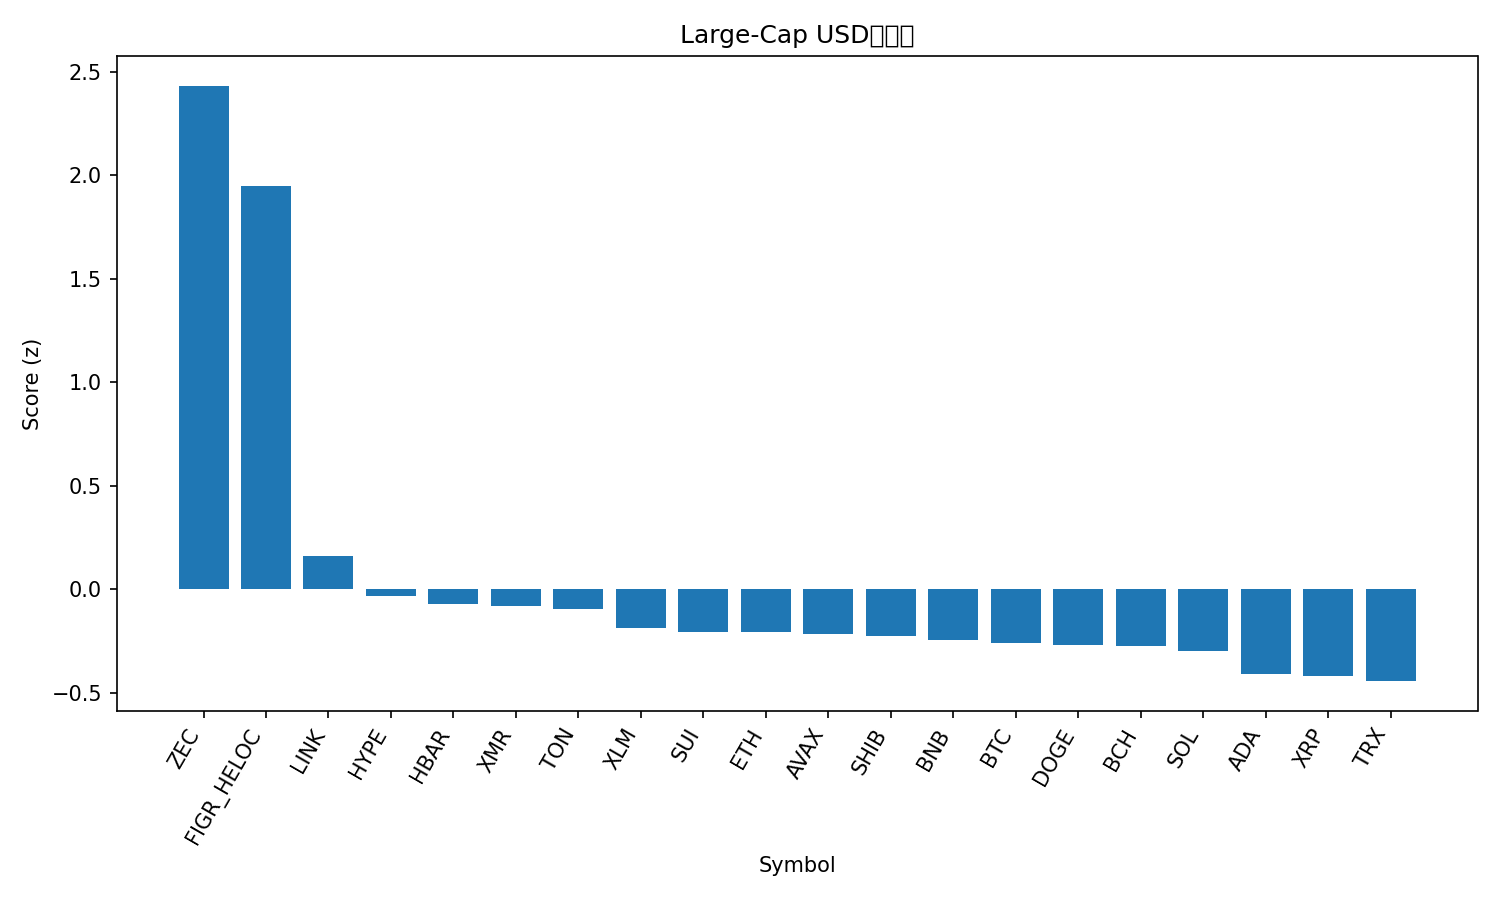 Large-Cap USD
2.5
2.0
1.5
1.0
0.5
0.0
−0.5
Score (z)
ZEC
FIGR_HELOC
LINK
HYPE
HBAR
XMR
TON
XLM
SUI
ETH
AVAX
SHIB
BNB
BTC
DOGE
BCH
SOL
ADA
XRP
TRX
Symbol